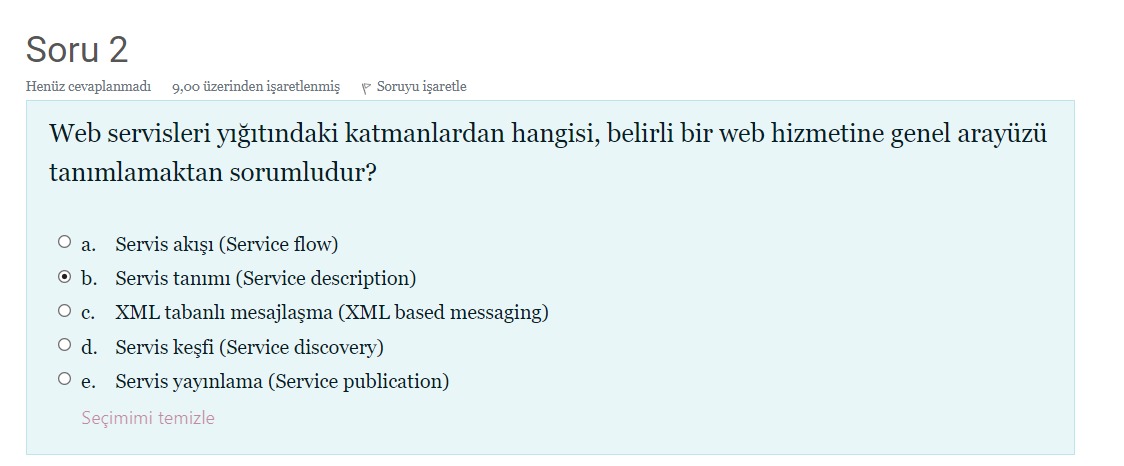 Soru 2
Henüz cevaplanmadı 9,00 üzerinden işaretlenmiş Soruyu işaretle
Web servisleri yığıtındaki katmanlardan hangisi, belirli bir web hizmetine genel arayüzü
tanımlamaktan sorumludur?
a. Servis akışı (Service flow)
b. Servis tanımı (Service description)
c. XML tabanlı mesajlaşma (XML based messaging)
d. Servis keşfi (Service discovery)
e. Servis yayınlama (Service publication)
Seçimimi temizle